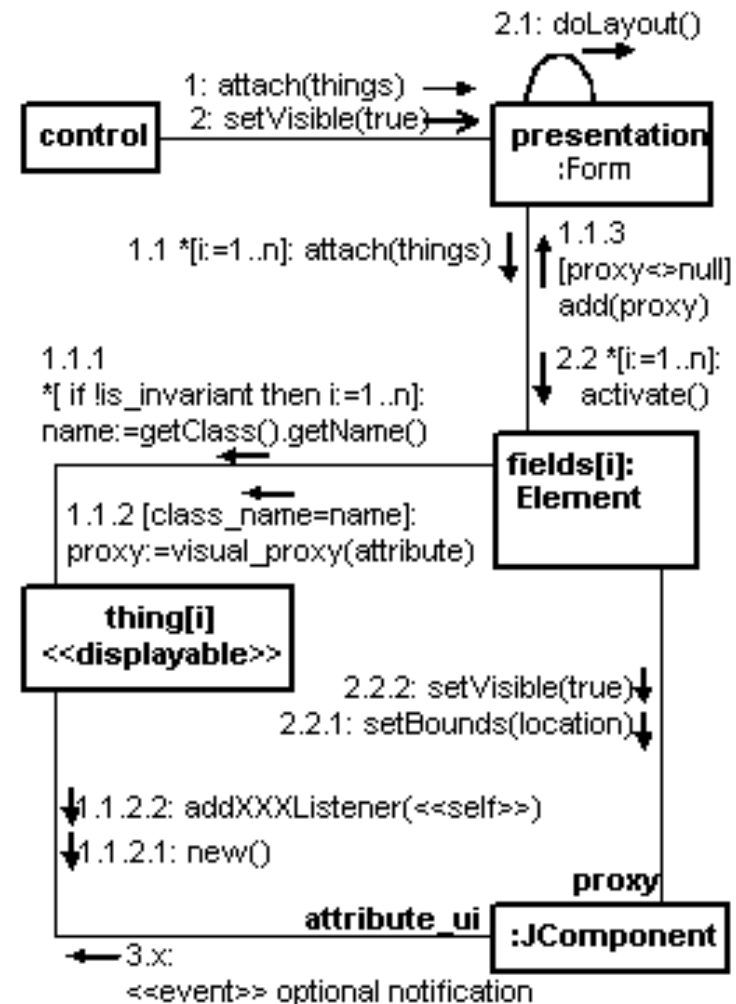 2.1: doLayout()
1: attach(things)
2: setVisible(true)
control
presentation
:Form
1.1 *[i:=1..n]: attach(things)
1.1.3
[proxy<>null]
add(proxy)
1.1.1
*[ if !is_invariant then i:=1..n]:
name:=getClass().getName()
2.2 *[i:=1..n]:
activate()
fields[i]:
Element
1.1.2 [class_name=name]:
proxy:=visual_proxy(attribute)
thing[i]
<<displayable>>
2.2.2: setVisible(true)
2.2.1: setBounds(location)
1.1.2.2: addXXXListener(<<self>>)
1.1.2.1: new()
proxy
attribute_ui
:JComponent
3.x:
<<event>> optional notification